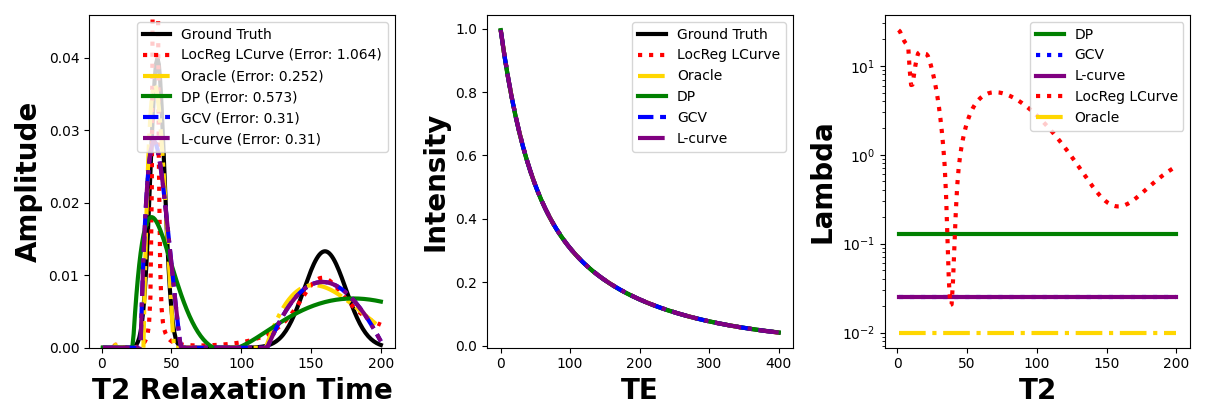 Amplitude
0.04
0.03
0.02
0.01
0.00
0
50
100
150
200
T2 Relaxation Time
Ground Truth
LocReg LCurve (Error: 1.064)
Oracle (Error: 0.252)
DP (Error: 0.573)
GCV (Error: 0.31)
L-curve (Error: 0.31)
Intensity
1.0
0.8
0.6
0.4
0.2
0.0
0
100
200
300
400
TE
Ground Truth
LocReg LCurve
Oracle
DP
GCV
L-curve
Lambda
10¹
10⁰
10⁻¹
10⁻²
0
50
100
150
200
T2
DP
GCV
L-curve
LocReg LCurve
Oracle